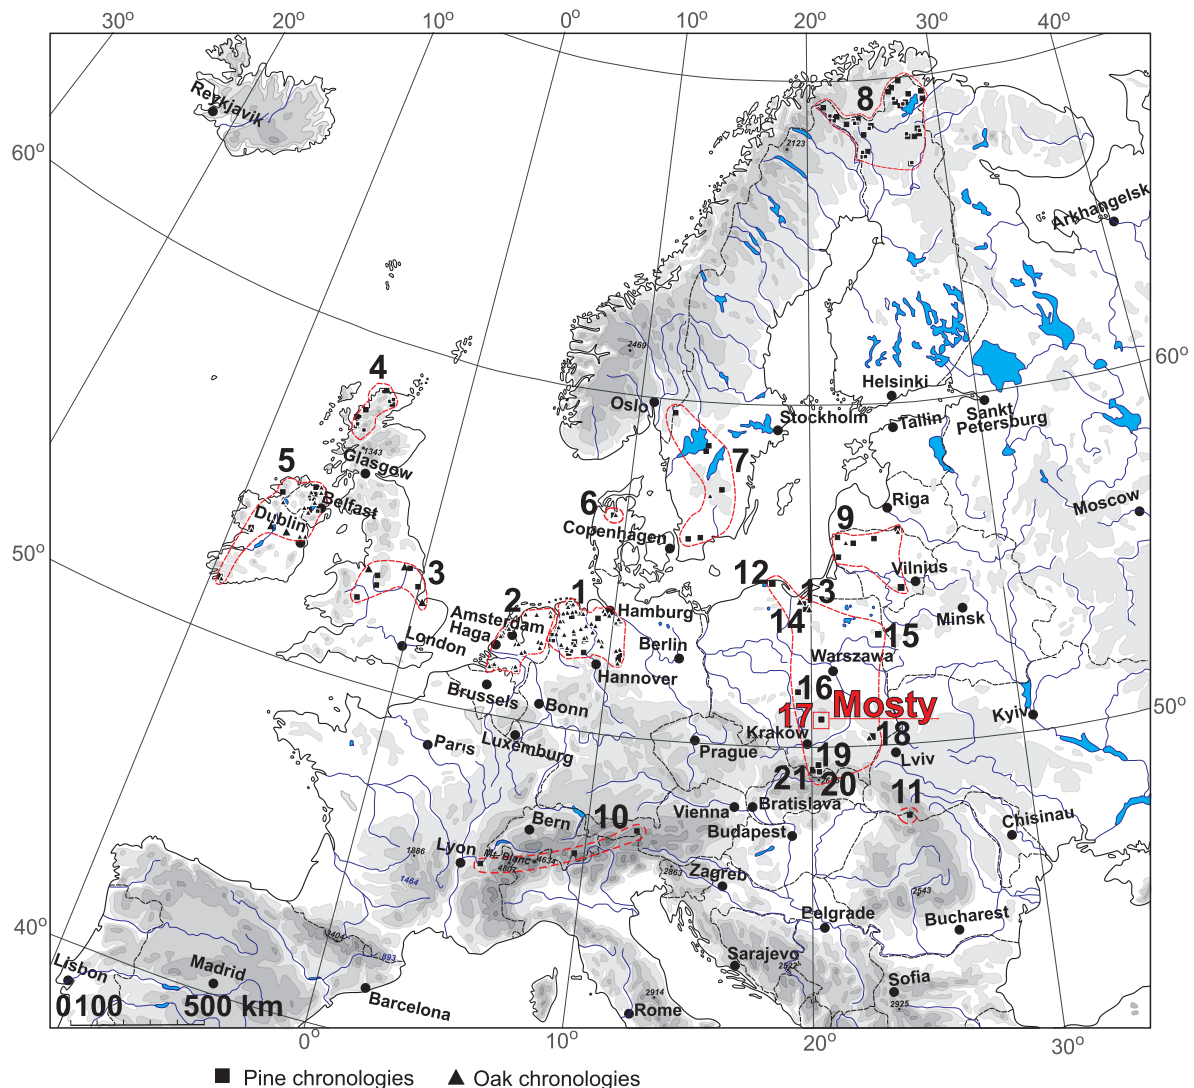 30°
20°
10°
0°
10°
20°
30°
40°
Reykjavik
8
2123
60°
Arkhangelsk
2469
4
60°
Helsinki
Oslo
Stockholm
Tallin
Sankt
Petersburg
1343
Glasgow
5
7
Belfast
6
Riga
Moscow
Dublin
9
Copenhagen
50°
3
12
Vilnius
2
1
13
Hamburg
Amsterdam
14
Minsk
Haga
15
London
Berlin
Warszawa
Hannover
16
Brussels
Mosty
50°
Bonn
17
Kyiv
Krakow
18
Paris
Luxemburg
Prague
19
Lviv
21
20
11
Vienna
Bratislava
10
Bern
Budapest
Chisinau
Lyon
1886
Mt. Blanc
4634
4807
2863
Zagreb
1464
2543
Belgrade
Bucharest
40°
3404
893
Sarajevo
2522
Lisbon
Madrid
Sofia
2914
2925
0 100 500 km
Barcelona
Rome
0°
10°
20°
30°
Pine chronologies
Oak chronologies